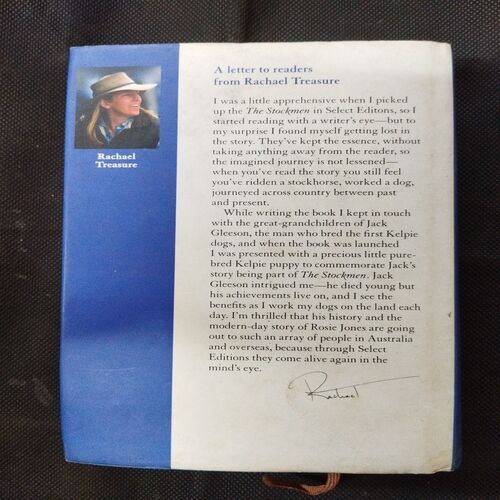 A letter to readers
from Rachael Treasure
I was a little apprehensive when I picked
up the The Stockmen in Select Editons, so I
started reading with a writer's eye—but to
my surprise I found myself getting lost in
the story. They've kept the essence, without
taking anything away from the reader, so
the imagined journey is not lessened—
when you've read the story you still feel
you've ridden a stockhorse, worked a dog,
journeyed across country between past
and present.
While writing the book I kept in touch
with the great-grandchildren of Jack
Gleeson, the man who bred the first Kelpie
dogs, and when the book was launched
I was presented with a precious little pure-
bred Kelpie puppy to commemorate Jack's
story being part of The Stockmen. Jack
Gleeson intrigued me—he died young but
his achievements live on, and I see the
benefits as I work my dogs on the land each
day. I'm thrilled that his history and the
modern-day story of Rosie Jones are going
out to such an array of people in Australia
and overseas, because through Select
Editions they come alive again in the
mind's eye.
Rachael
Rachael
Treasure